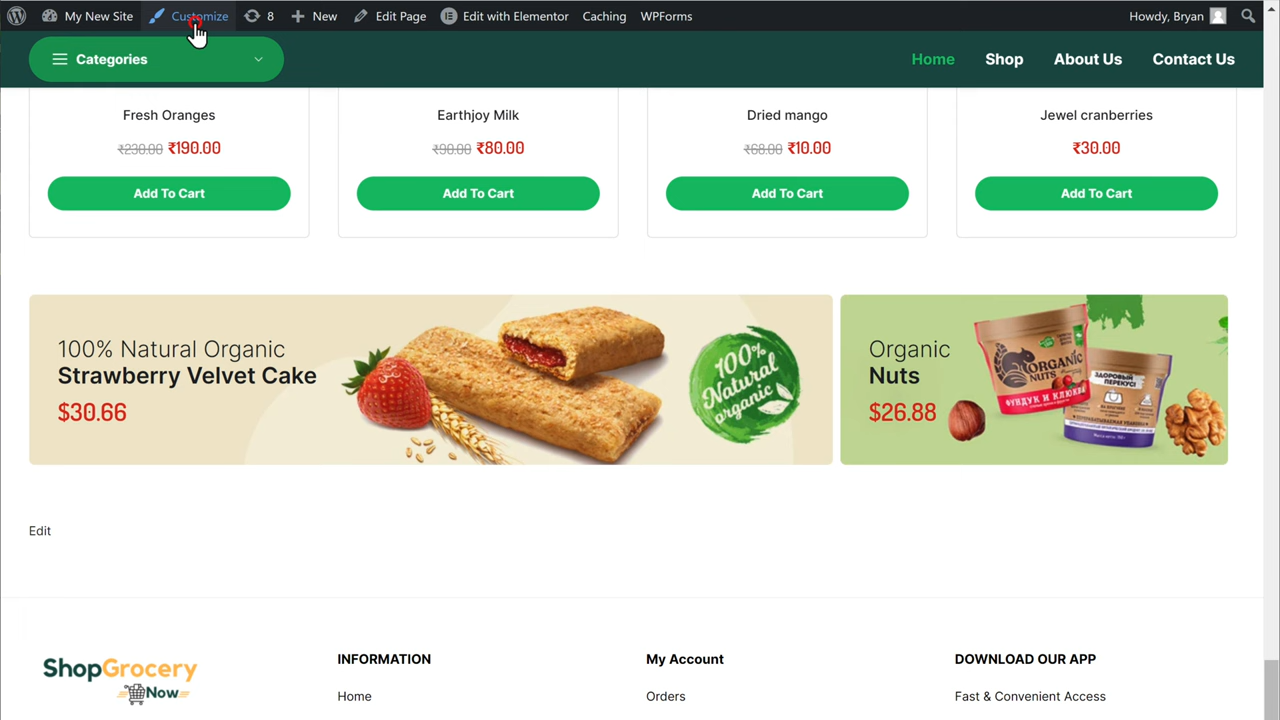 My New Site Customize 8 New Edit Page Edit with Elementor Caching WPForms Howdy, Bryan
Categories Home Shop About Us Contact Us
Fresh Oranges Earthjoy Milk Dried mango Jewel cranberries
₹230.00 ₹190.00 ₹90.00 ₹80.00 ₹68.00 ₹10.00 ₹30.00
Add To Cart Add To Cart Add To Cart Add To Cart
100% Natural Organic
Strawberry Velvet Cake
$30.66
100%
Natural
organic
Organic
Nuts
$26.88
ORGANIC
NUTS
ФУНДУК И КЛЮКВА
ЗДОРОВЫЙ
ПЕРЕКУС!
Edit
ShopGrocery
Now
INFORMATION
Home
My Account
Orders
DOWNLOAD OUR APP
Fast & Convenient Access